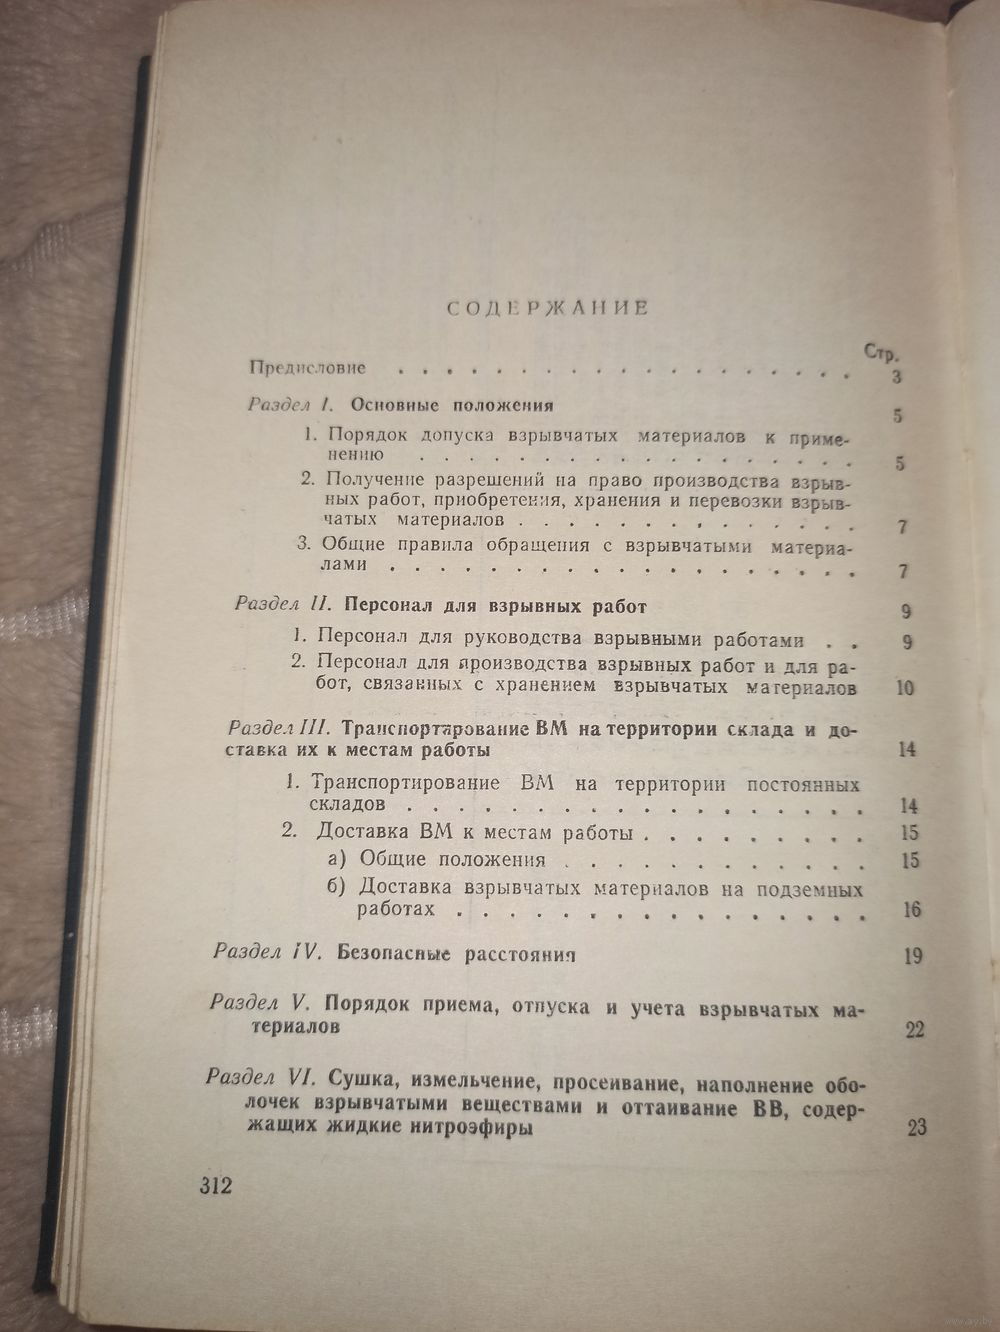 СОДЕРЖАНИЕ
Стр.
Предисловие . . . . . . . . . . . . . . . . . . . 3
Раздел I. Основные положения 5
1. Порядок допуска взрывчатых материалов к приме-
нению . . . . . . . . . . . . . . . . . . 5
2. Получение разрешений на право производства взрыв-
ных работ, приобретения, хранения и перевозки взрыв-
чатых материалов . . . . . . . . . . . . . . 7
3. Общие правила обращения с взрывчатыми материа-
лами . . . . . . . . . . . . . . . . . . . 7
Раздел II. Персонал для взрывных работ 9
1. Персонал для руководства взрывными работами . . 9
2. Персонал для производства взрывных работ и для ра-
бот, связанных с хранением взрывчатых материалов 10
Раздел III. Транспортирование ВМ на территории склада и до-
ставка их к местам работы 14
1. Транспортирование ВМ на территории постоянных
складов . . . . . . . . . . . . . . . . . . 14
2. Доставка ВМ к местам работы . . . . . . . . . 15
а) Общие положения . . . . . . . . . . . . 15
б) Доставка взрывчатых материалов на подземных
работах . . . . . . . . . . . . . . . . 16
Раздел IV. Безопасные расстояния 19
Раздел V. Порядок приема, отпуска и учета взрывчатых ма-
териалов 22
Раздел VI. Сушка, измельчение, просеивание, наполнение обо-
лочек взрывчатыми веществами и оттаивание ВВ, содер-
жащих жидкие нитроэфиры 23
312
www.ay.by